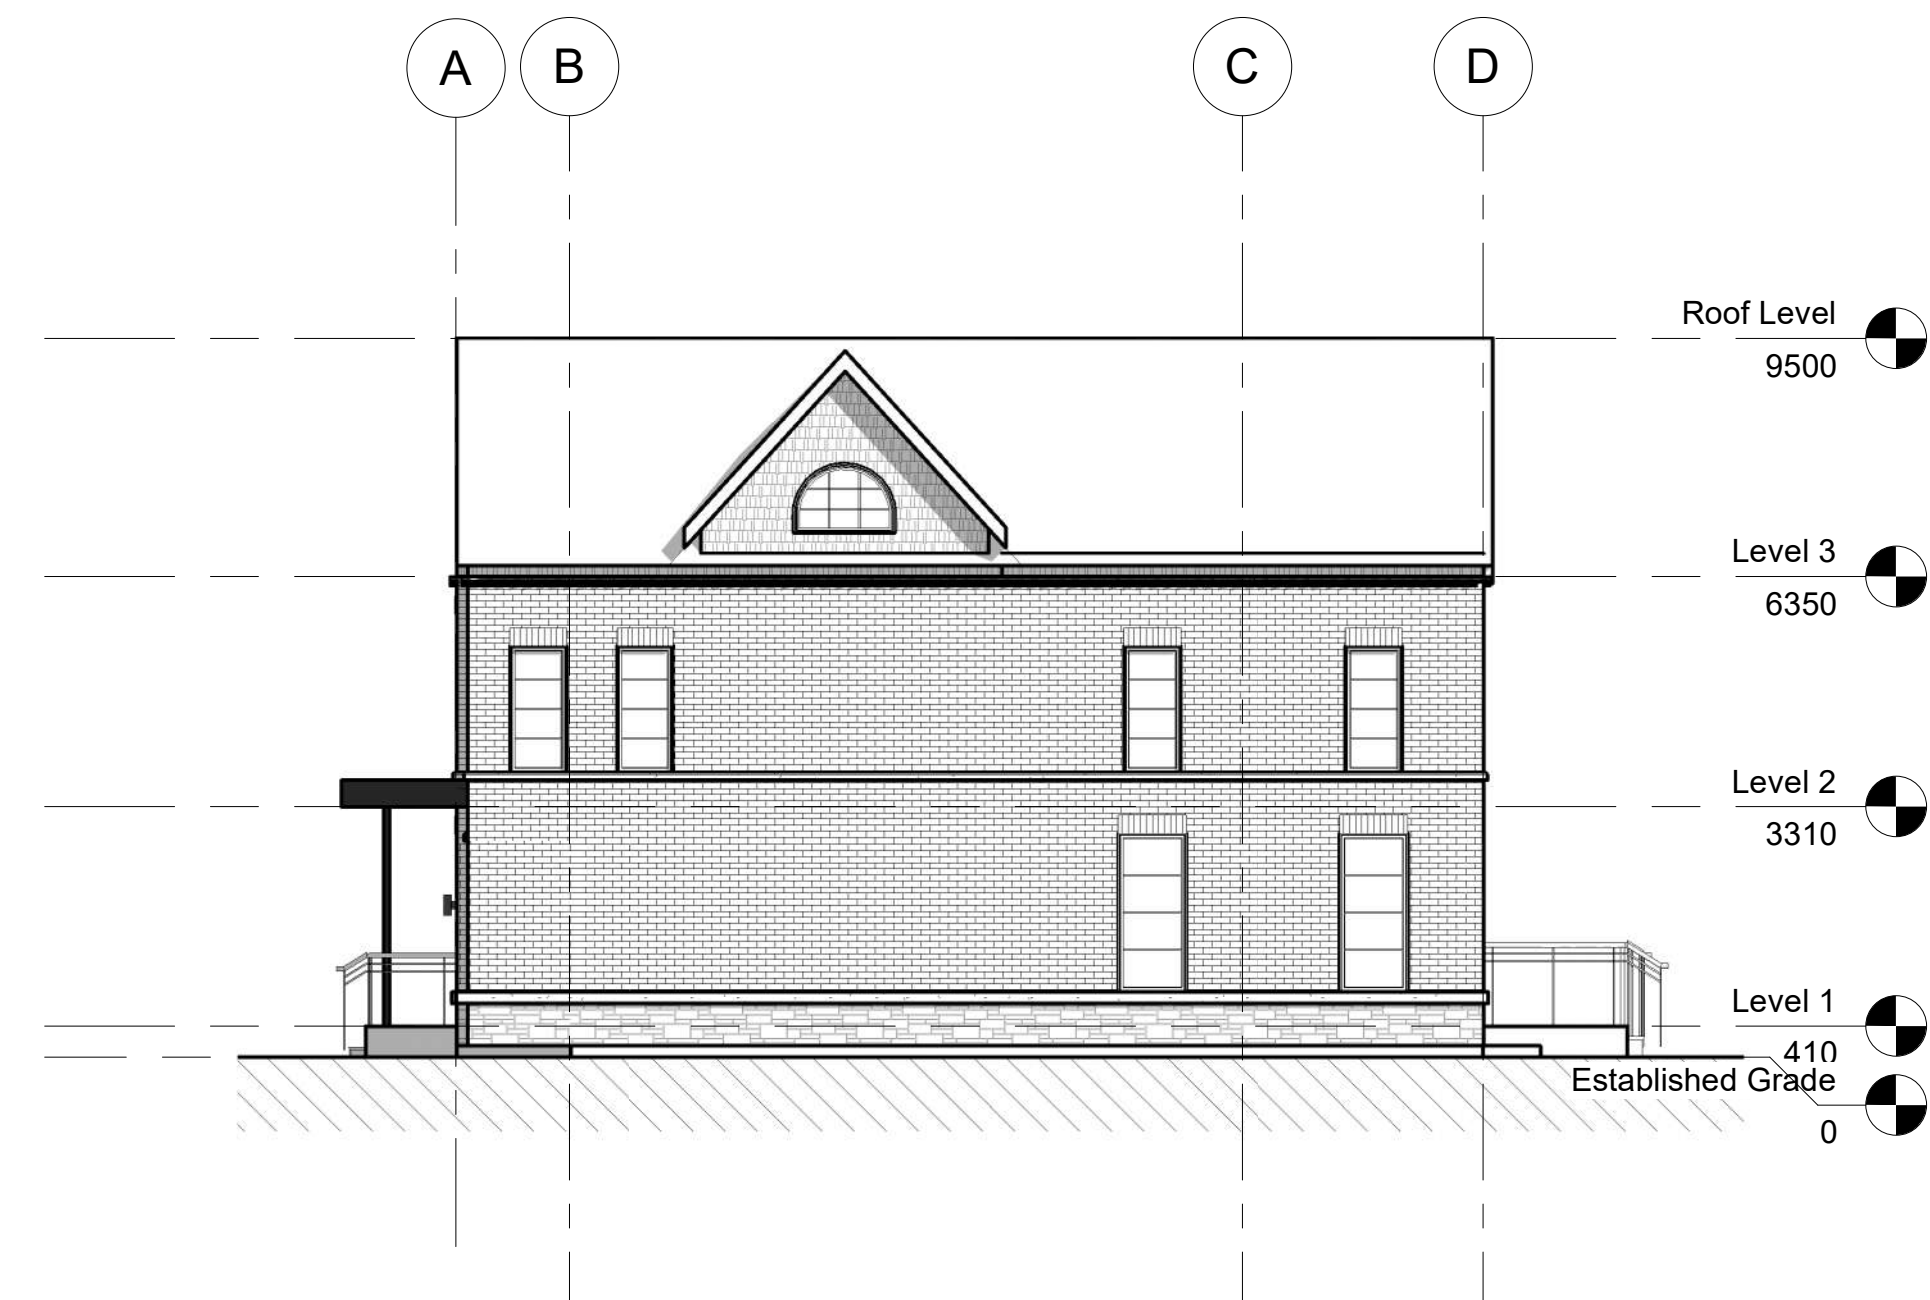 A B C D
Roof Level
9500
Level 3
6350
Level 2
3310
Level 1
410
Established Grade
0